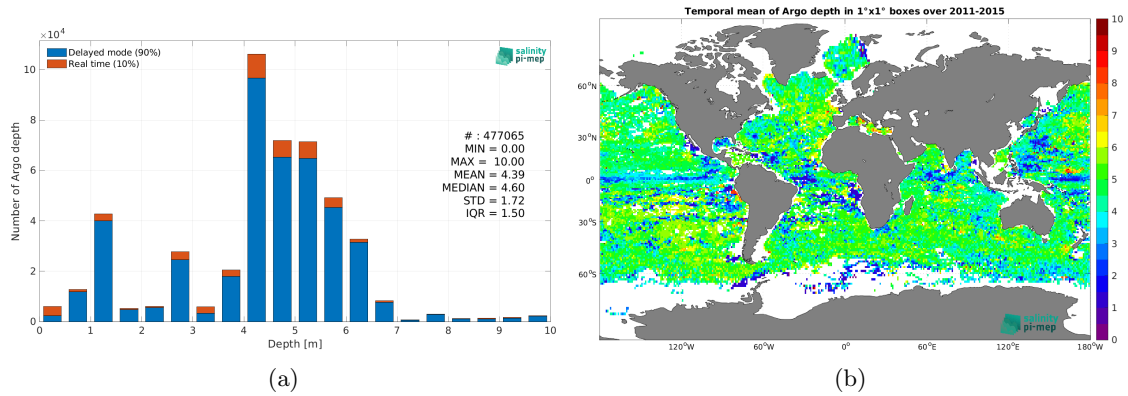 ×10⁴
Delayed mode (90%)
Real time (10%)
salinity
pi-mep
# : 477065
MIN = 0.00
MAX = 10.00
MEAN = 4.39
MEDIAN = 4.60
STD = 1.72
IQR = 1.50
Number of Argo depth
10
8
6
4
2
0
0 1 2 3 4 5 6 7 8 9 10
Depth [m]
(a)
Temporal mean of Argo depth in 1°x1° boxes over 2011-2015
60°N
30°N
0°
30°S
60°S
120°W 60°W 0° 60°E 120°E 180°W
salinity
pi-mep
10
9
8
7
6
5
4
3
2
1
0
(b)